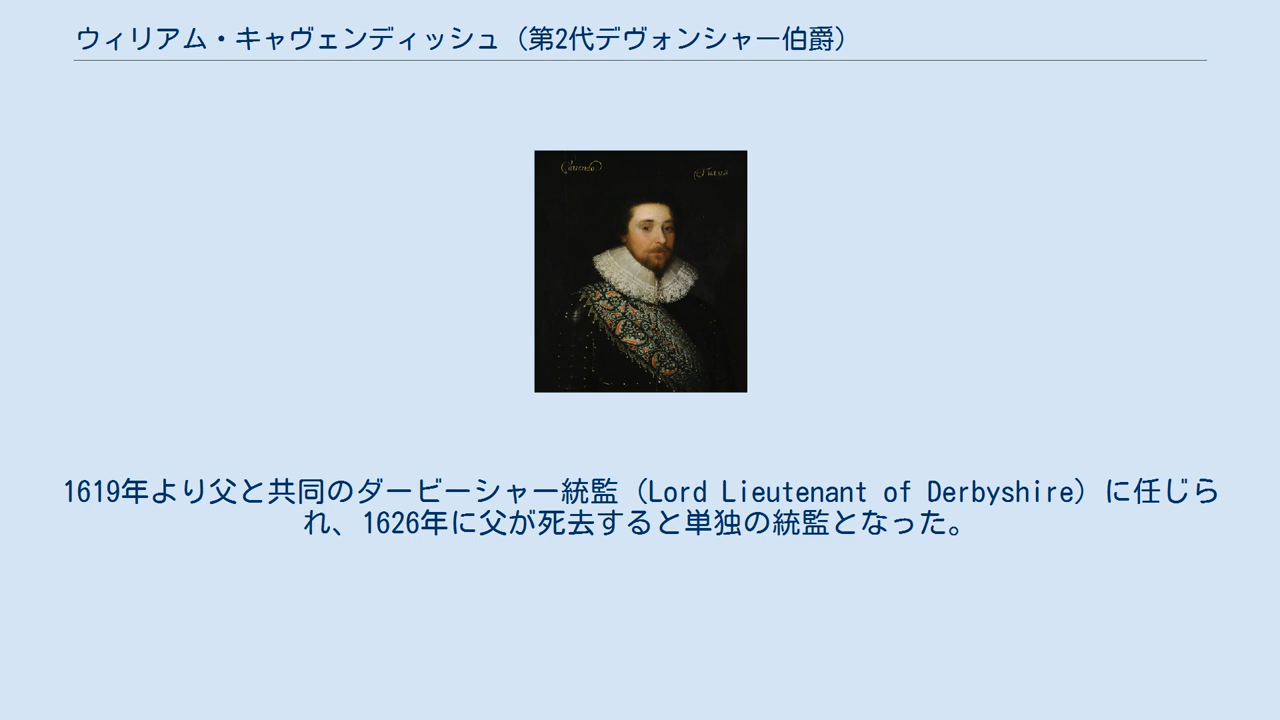 ウィリアム・キャヴェンディッシュ（第2代デヴォンシャー伯爵）
1619年より父と共同のダービーシャー統監（Lord Lieutenant of Derbyshire）に任じら
れ、1626年に父が死去すると単独の統監となった。